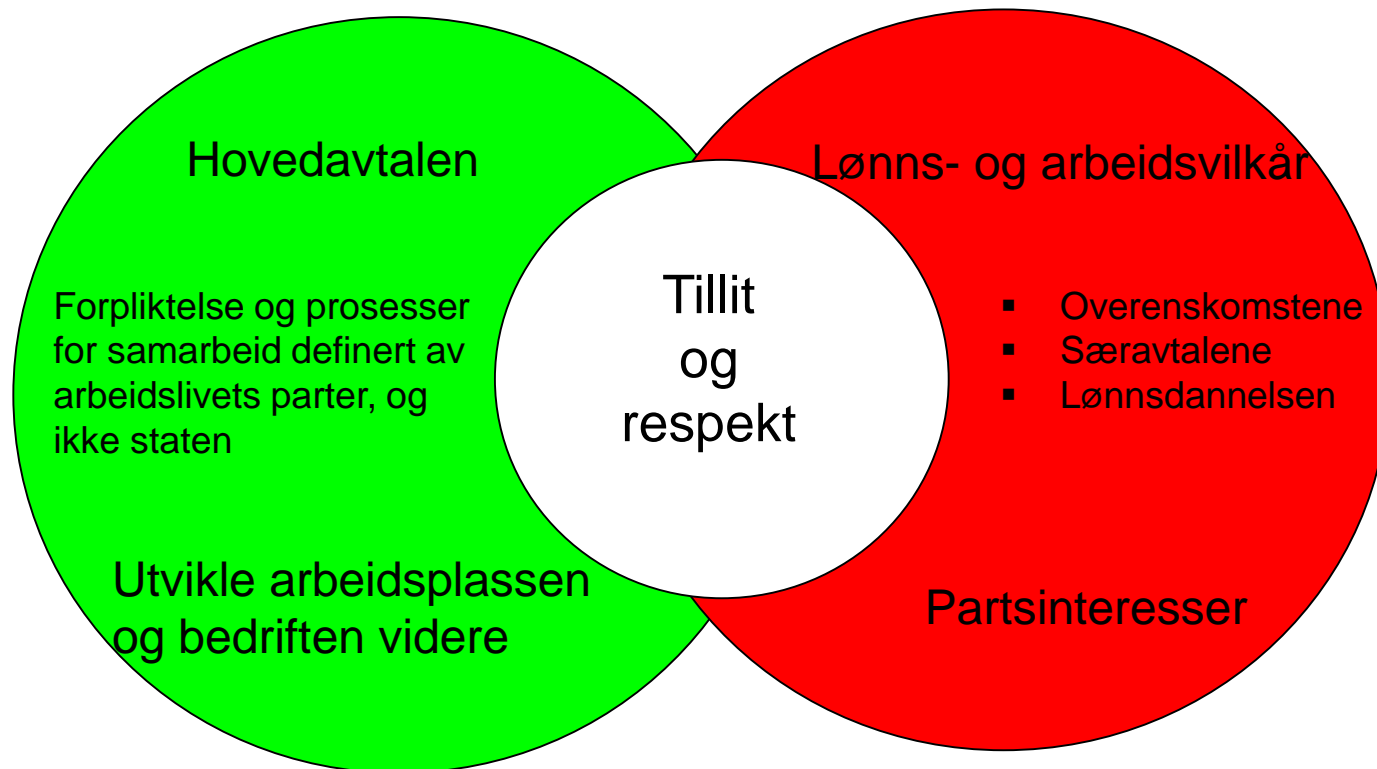 Hovedavtalen
Forpliktelse og prosesser
for samarbeid definert av
arbeidslivets parter, og
ikke staten
Utvikle arbeidsplassen
og bedriften videre
Tillit
og
respekt
Lønns- og arbeidsvilkår
▪ Overenskomstene
▪ Særavtalene
▪ Lønnsdannelsen
Partsinteresser